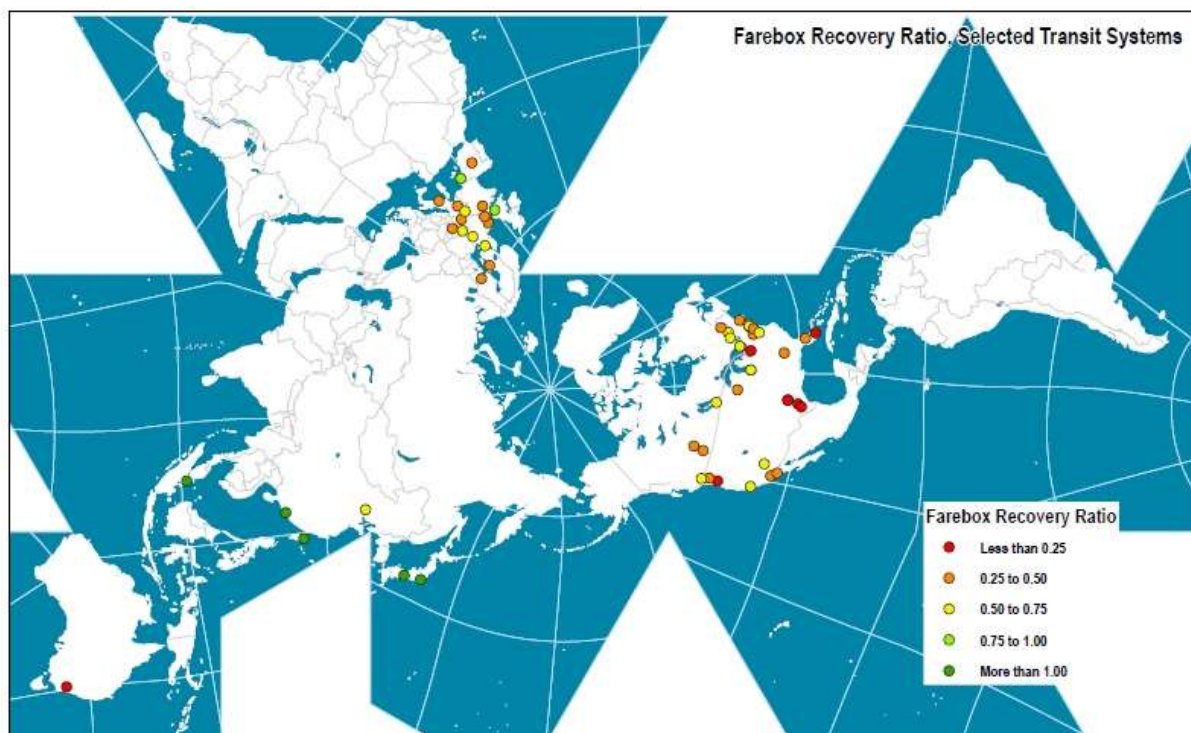 Farebox Recovery Ratio, Selected Transit Systems
Farebox Recovery Ratio
Less than 0.25
0.25 to 0.50
0.50 to 0.75
0.75 to 1.00
More than 1.00